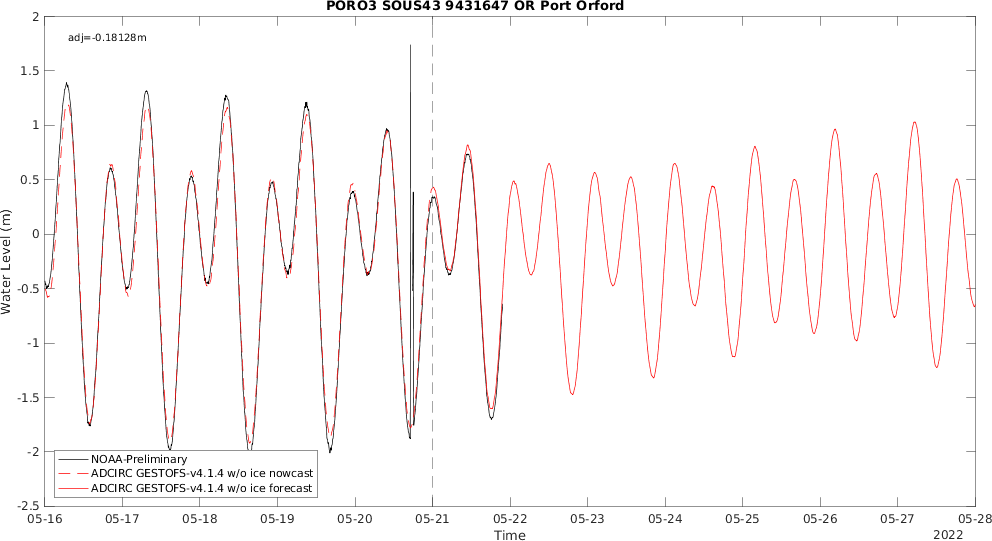 PORO3 SOUS43 9431647 OR Port Orford
adj=-0.18128m
2
1.5
1
0.5
0
-0.5
-1
-1.5
-2
-2.5
Water Level (m)
NOAA-Preliminary
ADCIRC GESTOFS-v4.1.4 w/o ice nowcast
ADCIRC GESTOFS-v4.1.4 w/o ice forecast
05-16 05-17 05-18 05-19 05-20 05-21 05-22 05-23 05-24 05-25 05-26 05-27 05-28
Time
2022